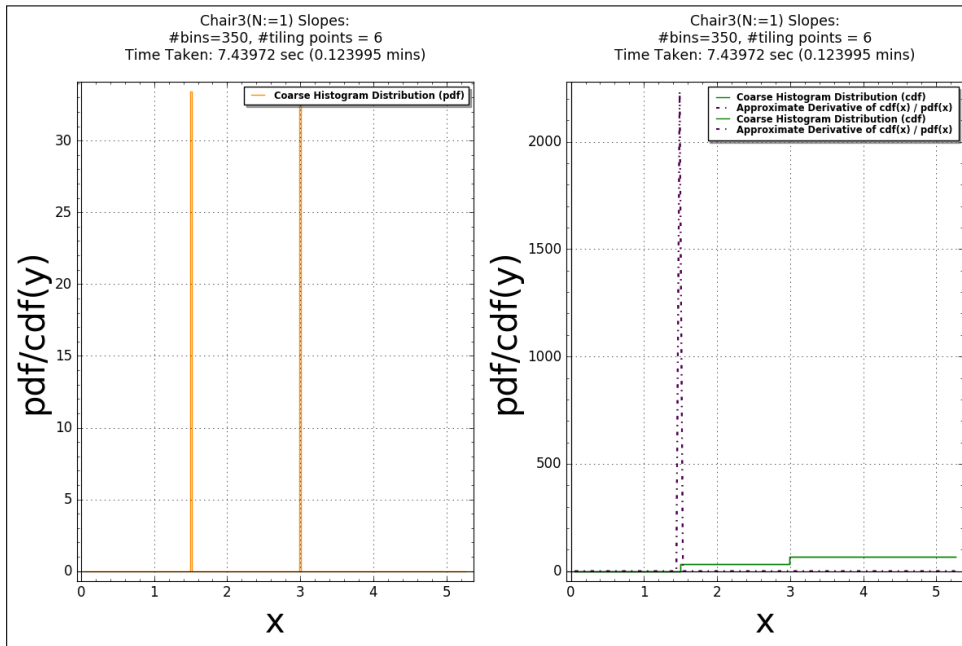 Chair3(N:=1) Slopes:
#bins=350, #tiling points = 6
Time Taken: 7.43972 sec (0.123995 mins)
Coarse Histogram Distribution (pdf)
30
25
20
15
10
5
0
pdf/cdf(y)
0 1 2 3 4 5
x
Chair3(N:=1) Slopes:
#bins=350, #tiling points = 6
Time Taken: 7.43972 sec (0.123995 mins)
Coarse Histogram Distribution (cdf)
Approximate Derivative of cdf(x) / pdf(x)
Coarse Histogram Distribution (cdf)
Approximate Derivative of cdf(x) / pdf(x)
2000
1500
1000
500
0
pdf/cdf(y)
0 1 2 3 4 5
x